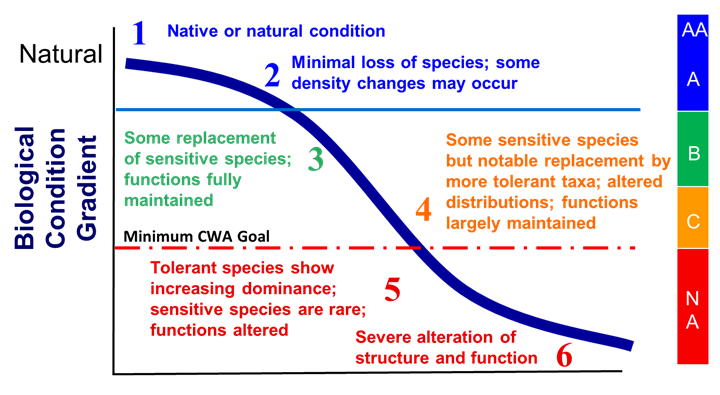 1 Native or natural condition
Natural
2 Minimal loss of species; some
density changes may occur
AA
A
Biological
Condition
Gradient
Some replacement
of sensitive species;
functions fully
maintained
3
Some sensitive species
but notable replacement by
more tolerant taxa; altered
distributions; functions
largely maintained
4
B
C
Minimum CWA Goal
Tolerant species show
increasing dominance;
sensitive species are rare;
functions altered
5
Severe alteration of
structure and function
6
N
A